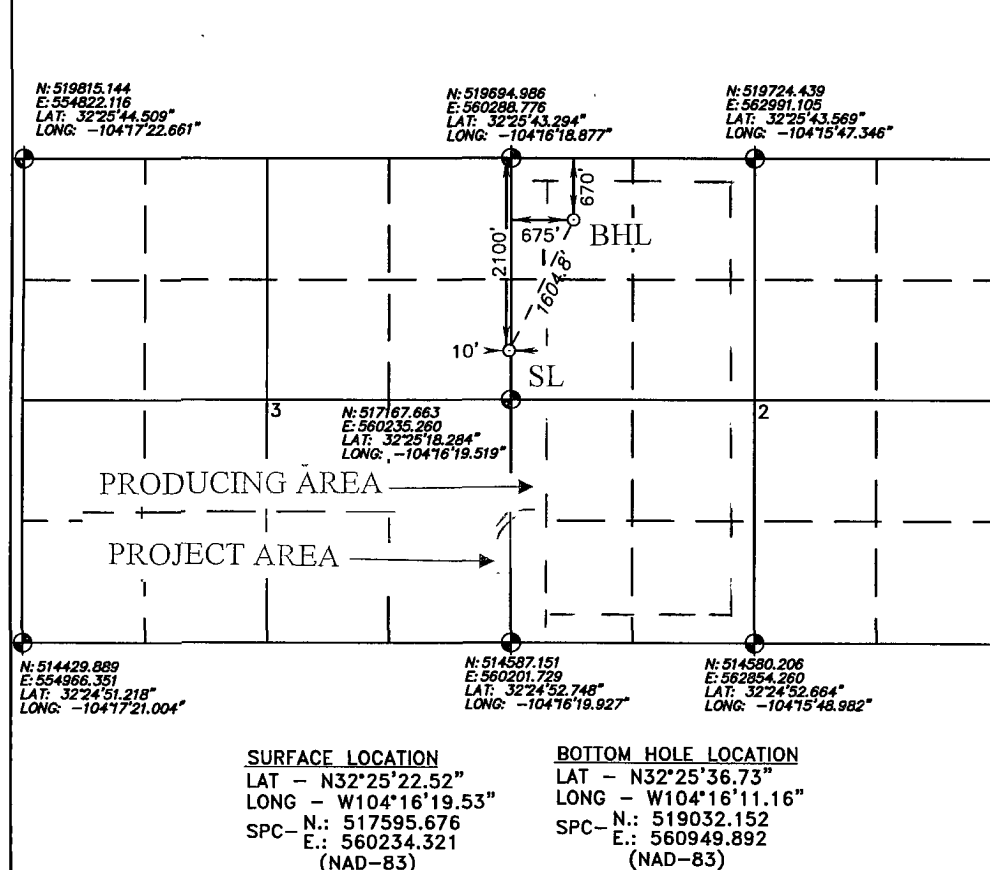 N: 519815.144
E: 554822.116
LAT: 32°25'44.509"
LONG: -104°17'22.661"
N: 519694.986
E: 560288.776
LAT: 32°25'43.294"
LONG: -104°16'18.877"
N: 519724.439
E: 562991.105
LAT: 32°25'43.569"
LONG: -104°15'47.346"
670'
675'
BHL
2100'
1604.8'
10'
SL
3
2
N: 517167.663
E: 560235.260
LAT: 32°25'18.284"
LONG: -104°16'19.519"
PRODUCING AREA
PROJECT AREA
N: 514429.889
E: 554966.351
LAT: 32°24'51.218"
LONG: -104°17'21.004"
N: 514587.151
E: 560201.729
LAT: 32°24'52.748"
LONG: -104°16'19.927"
N: 514580.206
E: 562854.260
LAT: 32°24'52.664"
LONG: -104°15'48.982"
SURFACE LOCATION
LAT - N32°25'22.52"
LONG - W104°16'19.53"
SPC- N.: 517595.676
E.: 560234.321
(NAD-83)
BOTTOM HOLE LOCATION
LAT - N32°25'36.73"
LONG - W104°16'11.16"
SPC- N.: 519032.152
E.: 560949.892
(NAD-83)